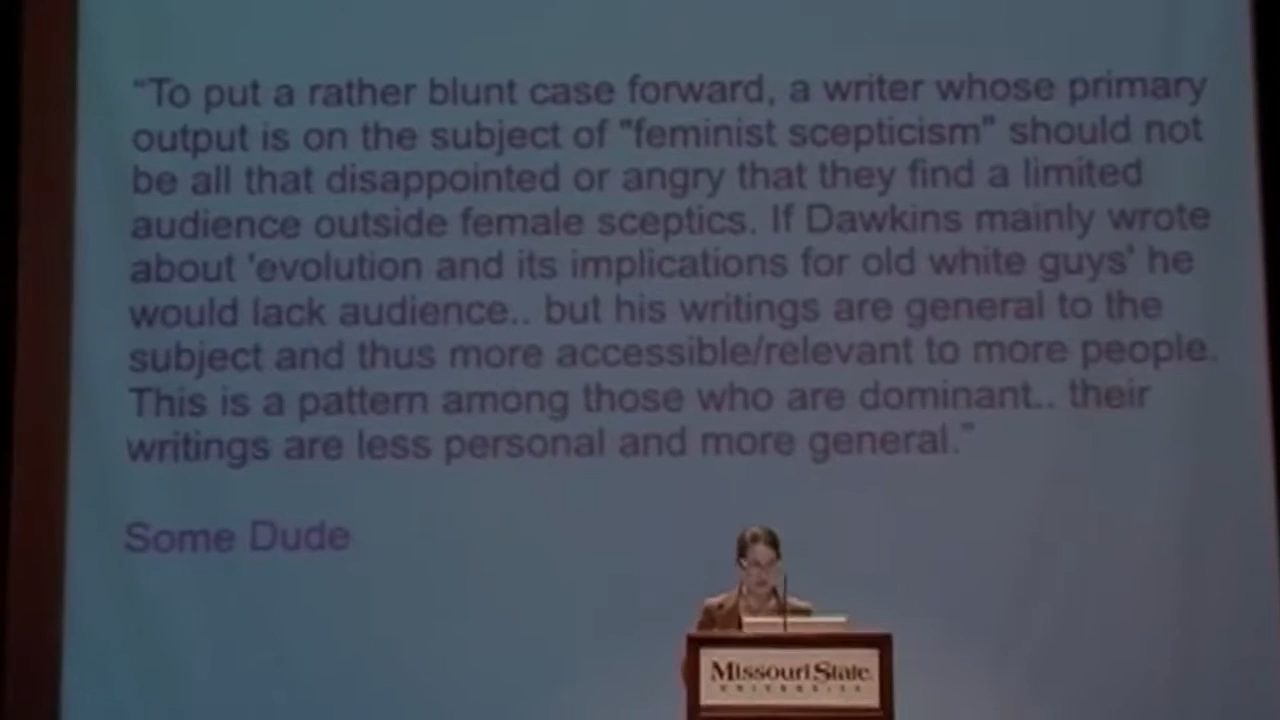 “To put a rather blunt case forward, a writer whose primary
output is on the subject of "feminist scepticism" should not
be all that disappointed or angry that they find a limited
audience outside female sceptics. If Dawkins mainly wrote
about 'evolution and its implications for old white guys' he
would lack audience.. but his writings are general to the
subject and thus more accessible/relevant to more people.
This is a pattern among those who are dominant.. their
writings are less personal and more general.”
Some Dude
Missouri State
UNIVERSITY